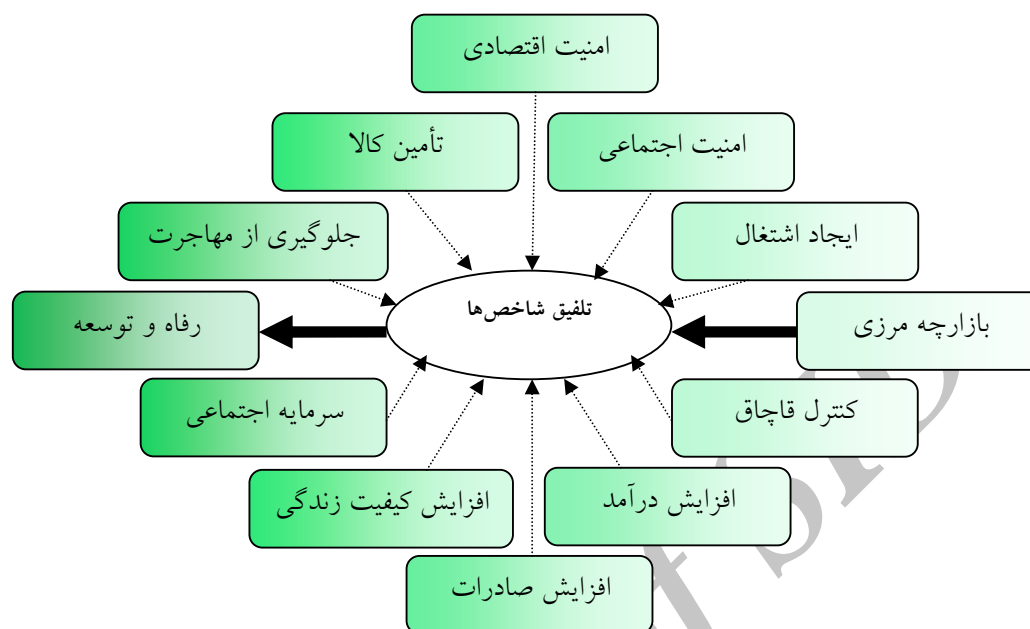 امنیت اقتصادی
امنیت اجتماعی
تأمین کالا
ایجاد اشتغال
جلوگیری از مهاجرت
تلفیق شاخص‌ها
بازارچه مرزی
رفاه و توسعه
کنترل قاچاق
سرمایه اجتماعی
افزایش درآمد
افزایش کیفیت زندگی
افزایش صادرات